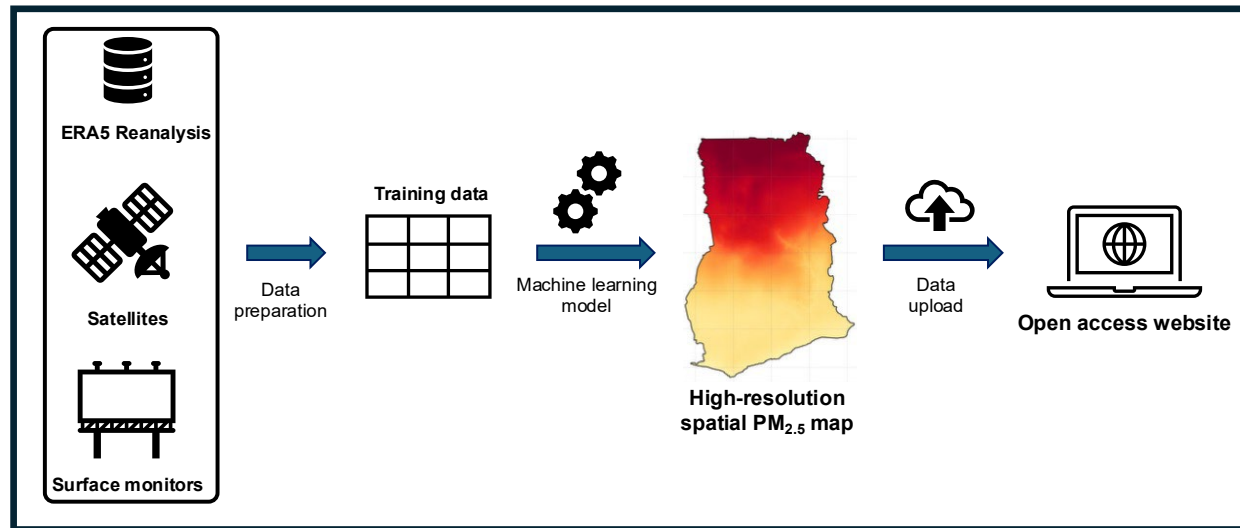 ERA5 Reanalysis
Satellites
Surface monitors
Data
preparation
Training data
Machine learning
model
High-resolution
spatial PM₂.₅ map
Data
upload
Open access website